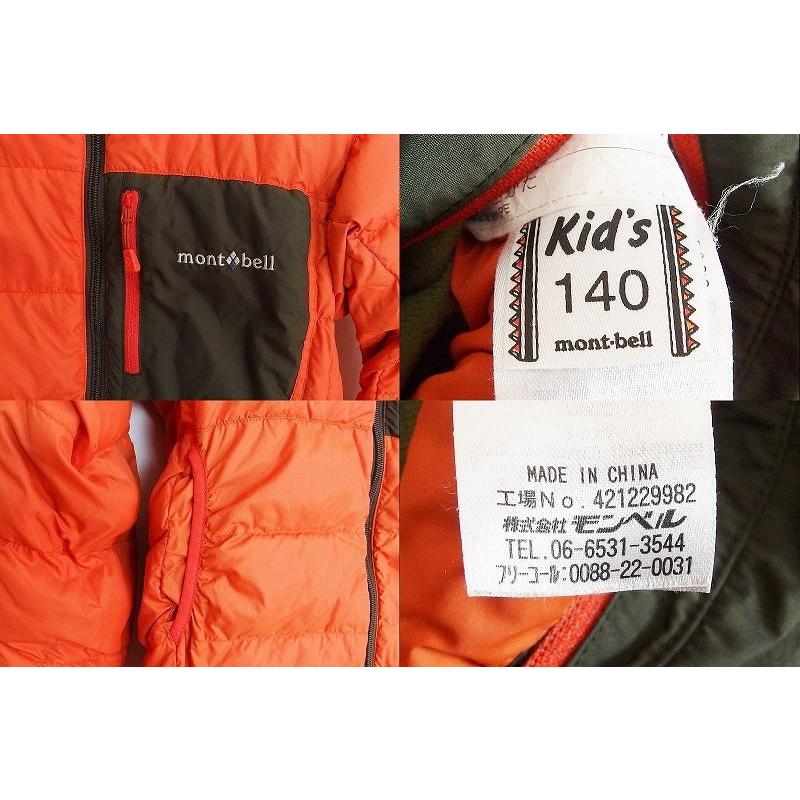 mont bell
Kid's
140
mont·bell
MADE IN CHINA
工場No. 421229982
株式会社モンベル
TEL. 06-6531-3544
フリーコール:0088-22-0031